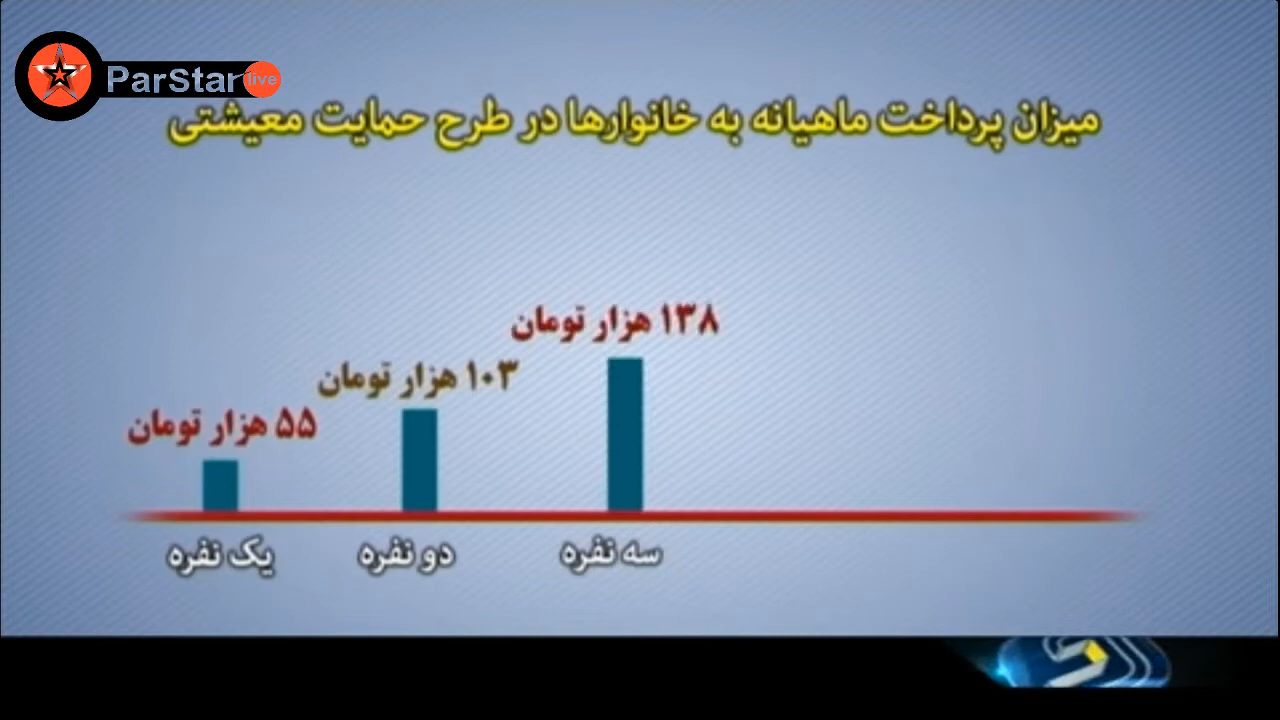 ParStar live
میزان پرداخت ماهیانه به خانوارها در طرح حمایت معیشتی
۱۳۸ هزار تومان
۱۰۳ هزار تومان
۵۵ هزار تومان
یک نفره
دو نفره
سه نفره